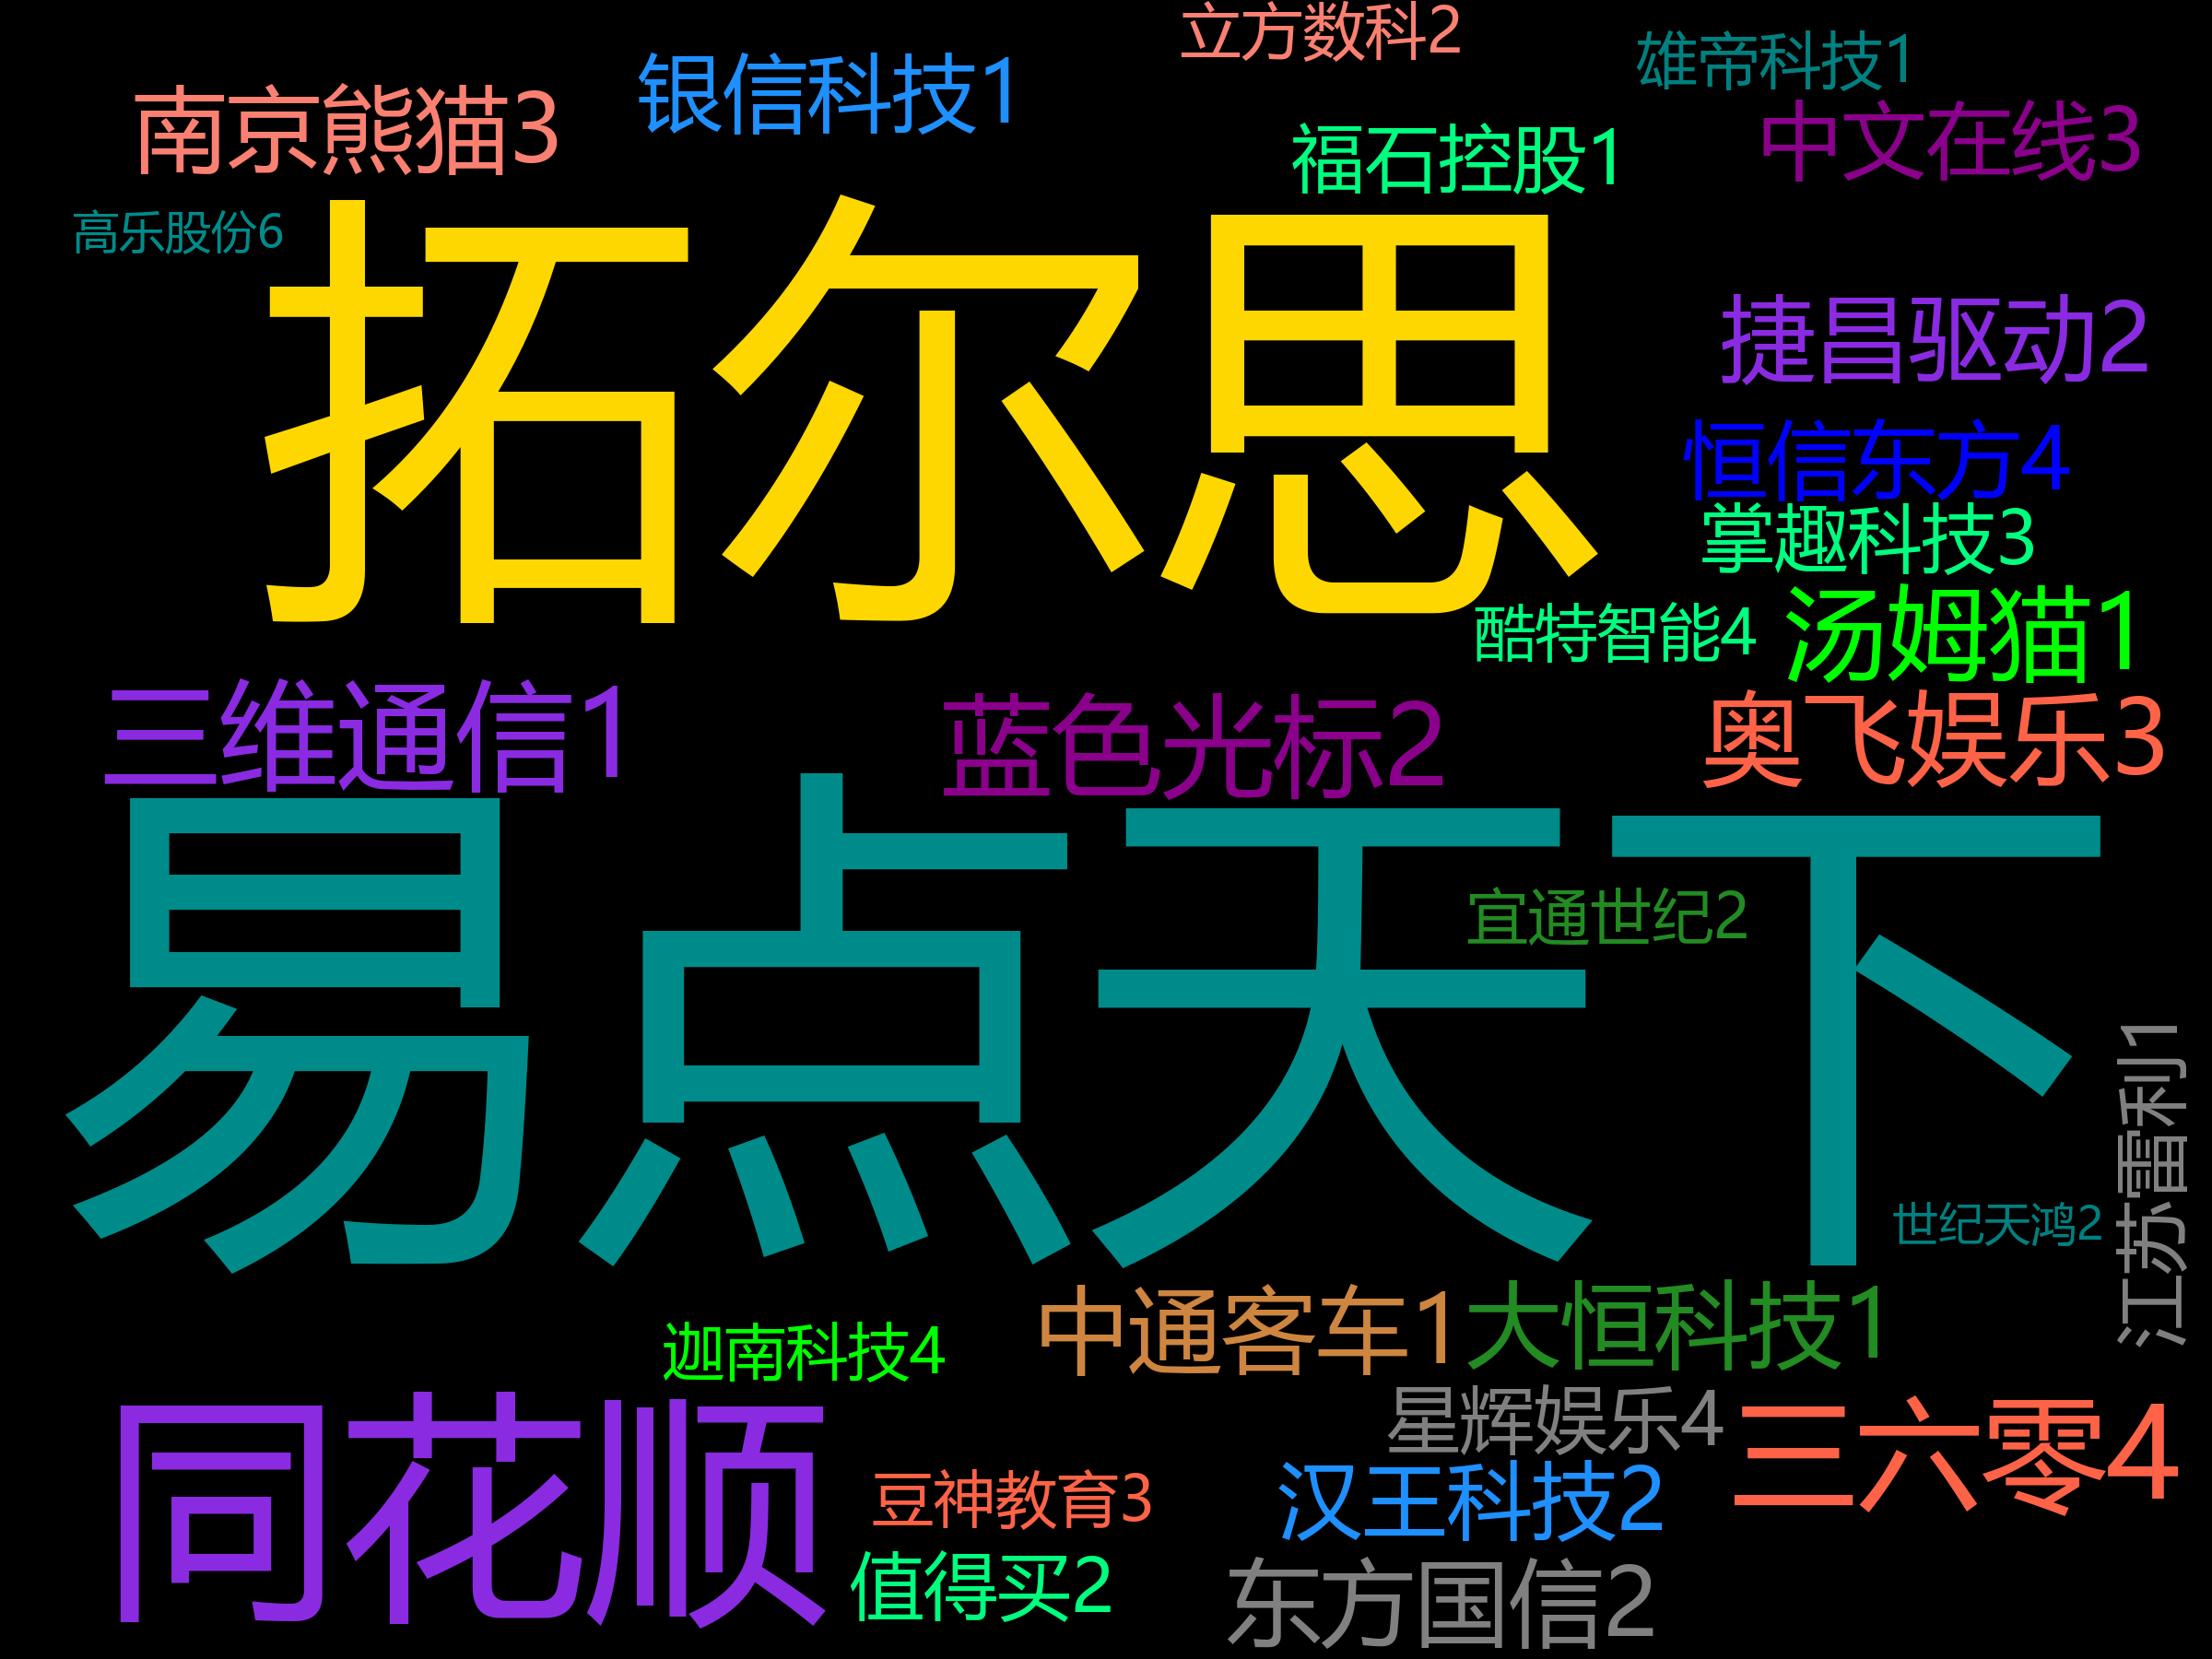 立方数科2
维帝科技1
银信科技1
南京熊猫3
中文在线3
福石控股1
高乐股份6
拓尔思
捷昌驱动2
恒信东方4
掌趣科技3
酷特智能4
汤姆猫1
三维通信1
蓝色光标2
奥飞娱乐3
易点天下
宜通世纪2
江苏雷利1
世纪天鸿2
中通客车1
大恒科技1
迦南科技4
同花顺
星辉娱乐4
三六零4
豆神教育3
汉王科技2
值得买2
东方国信2